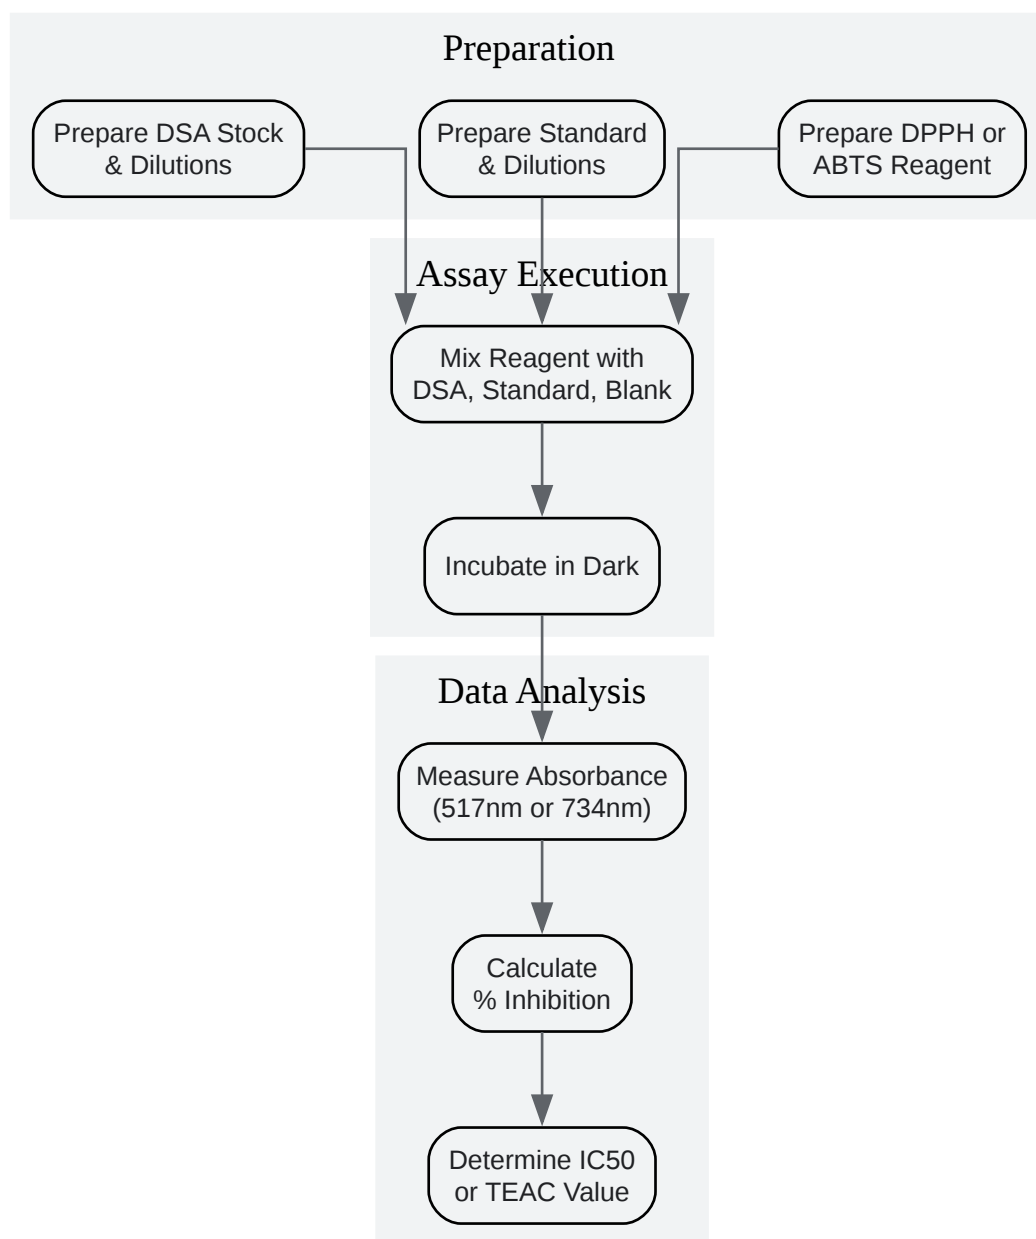 Preparation
Prepare DSA Stock
& Dilutions
Prepare Standard
& Dilutions
Prepare DPPH or
ABTS Reagent
Assay Execution
Mix Reagent with
DSA, Standard, Blank
Incubate in Dark
Data Analysis
Measure Absorbance
(517nm or 734nm)
Calculate
% Inhibition
Determine IC50
or TEAC Value